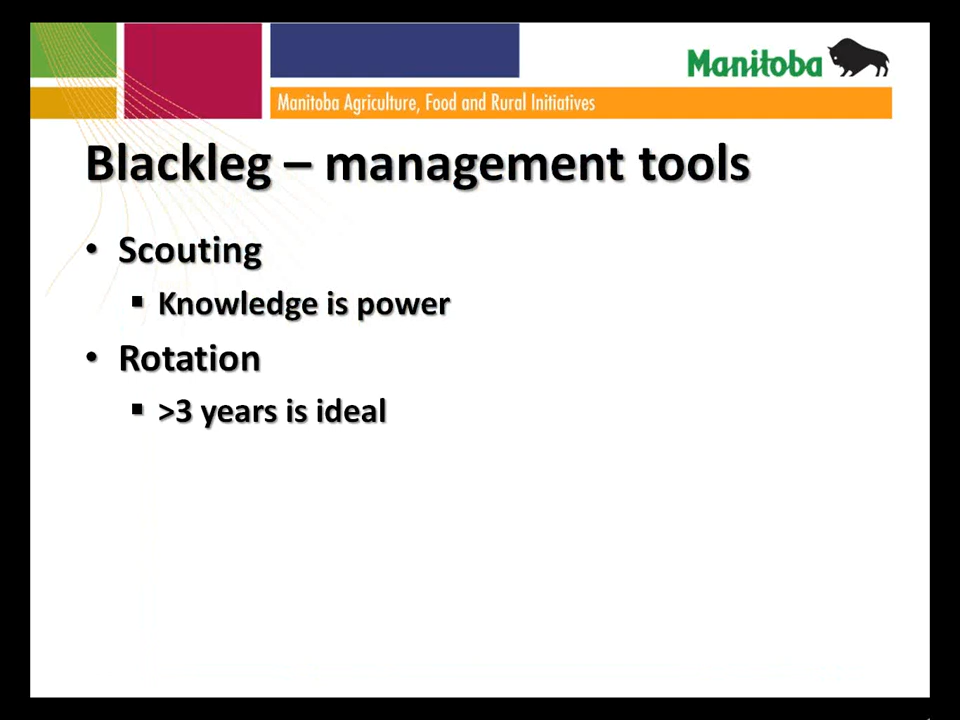 Manitoba
Manitoba Agriculture, Food and Rural Initiatives
Blackleg – management tools
• Scouting
▪ Knowledge is power
• Rotation
▪ >3 years is ideal